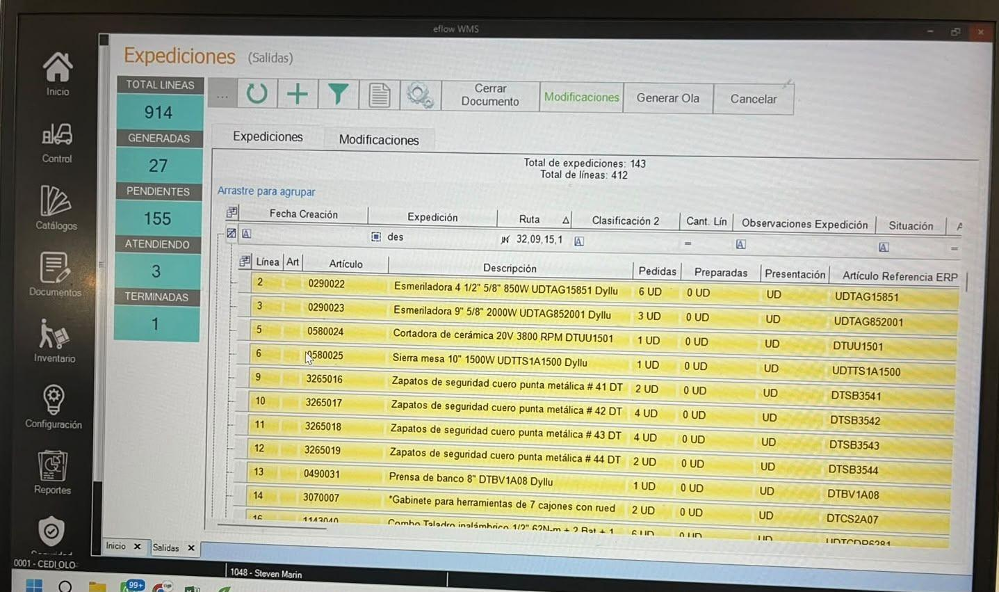 eflow WMS
Expediciones (Salidas)
Inicio
Control
Catálogos
Documentos
Inventario
Configuración
Reportes
TOTAL LINEAS
914
GENERADAS
27
PENDIENTES
155
ATENDIENDO
3
TERMINADAS
1
... Cerrar Documento Modificaciones Generar Ola Cancelar
Expediciones Modificaciones
Total de expediciones: 143
Total de líneas: 412
Arrastre para agrupar
Fecha Creación Expedición Ruta Clasificación 2 Cant. Lín Observaciones Expedición Situación A
A des 32,09,15,1 A = A A =
Línea Art Artículo Descripción Pedidas Preparadas Presentación Artículo Referencia ERP
2 0290022 Esmeriladora 4 1/2" 5/8" 850W UDTAG15851 Dyllu 6 UD 0 UD UD UDTAG15851
3 0290023 Esmeriladora 9" 5/8" 2000W UDTAG852001 Dyllu 3 UD 0 UD UD UDTAG852001
5 0580024 Cortadora de cerámica 20V 3800 RPM DTUU1501 1 UD 0 UD UD DTUU1501
6 0580025 Sierra mesa 10" 1500W UDTTS1A1500 Dyllu 1 UD 0 UD UD UDTTS1A1500
9 3265016 Zapatos de seguridad cuero punta metálica # 41 DT 2 UD 0 UD UD DTSB3541
10 3265017 Zapatos de seguridad cuero punta metálica # 42 DT 4 UD 0 UD UD DTSB3542
11 3265018 Zapatos de seguridad cuero punta metálica # 43 DT 4 UD 0 UD UD DTSB3543
12 3265019 Zapatos de seguridad cuero punta metálica # 44 DT 2 UD 0 UD UD DTSB3544
13 0490031 Prensa de banco 8" DTBV1A08 Dyllu 1 UD 0 UD UD DTBV1A08
14 3070007 *Gabinete para herramientas de 7 cajones con rued 2 UD 0 UD UD DTCS2A07
16 1143040 Combo Taladro inalámbrico 1/2" 62N-m + 2 Bat + 1 6 UD 0 UD UD
Inicio x Salidas x
0001 - CEDI_OLO 1048 - Steven Marin
99+